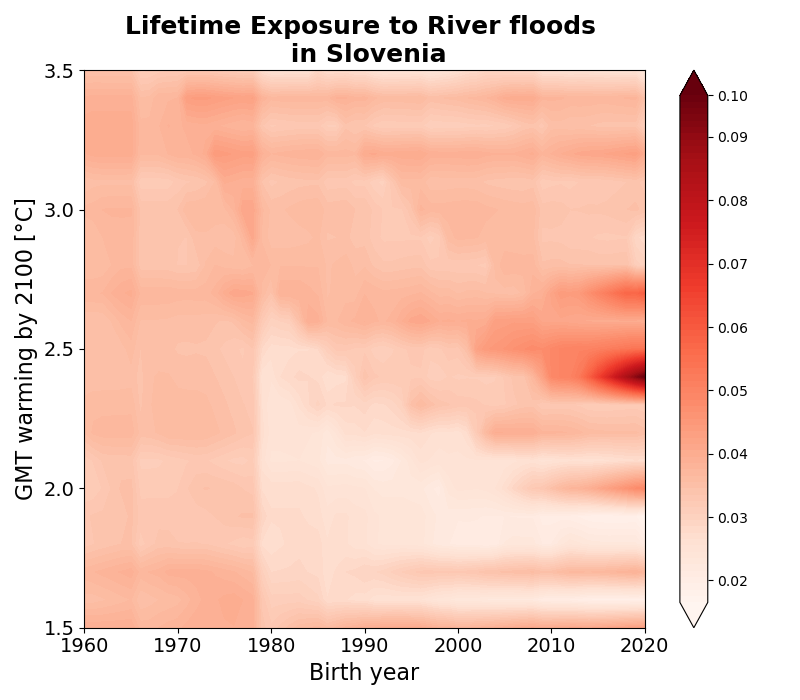 Lifetime Exposure to River floods
in Slovenia
GMT warming by 2100 [°C]
3.5
3.0
2.5
2.0
1.5
1960 1970 1980 1990 2000 2010 2020
Birth year
0.10
0.09
0.08
0.07
0.06
0.05
0.04
0.03
0.02